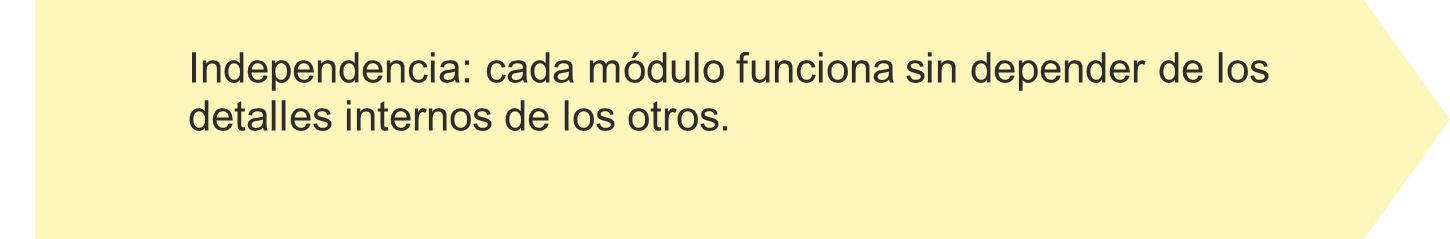 Independencia: cada módulo funciona sin depender de los
detalles internos de los otros.